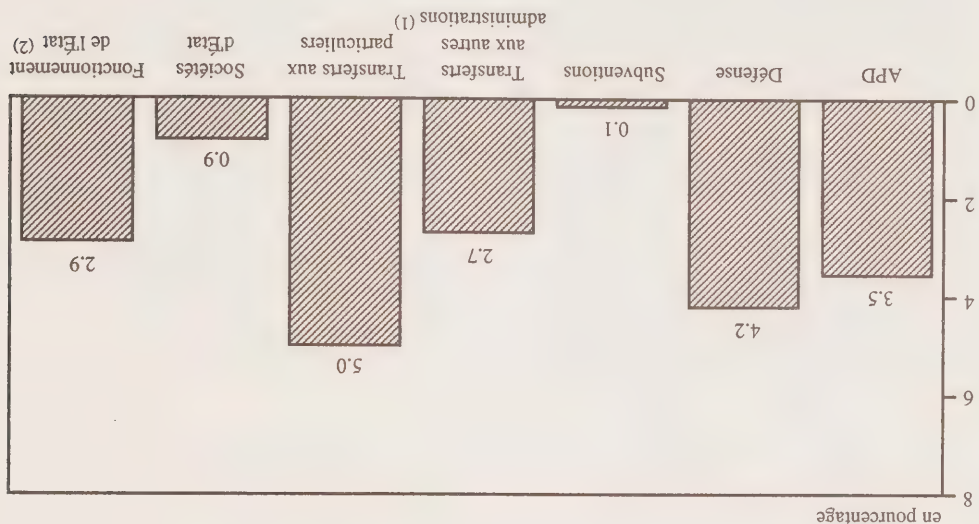 en pourcentage
8
6
4
2
0
3.5
4.2
0.1
2.7
5.0
0.9
2.9
APD
Défense
Subventions
Transferts
aux autres
administrations (1)
Transferts aux
particuliers
Sociétés
d'État
Fonctionnement
de l'État (2)